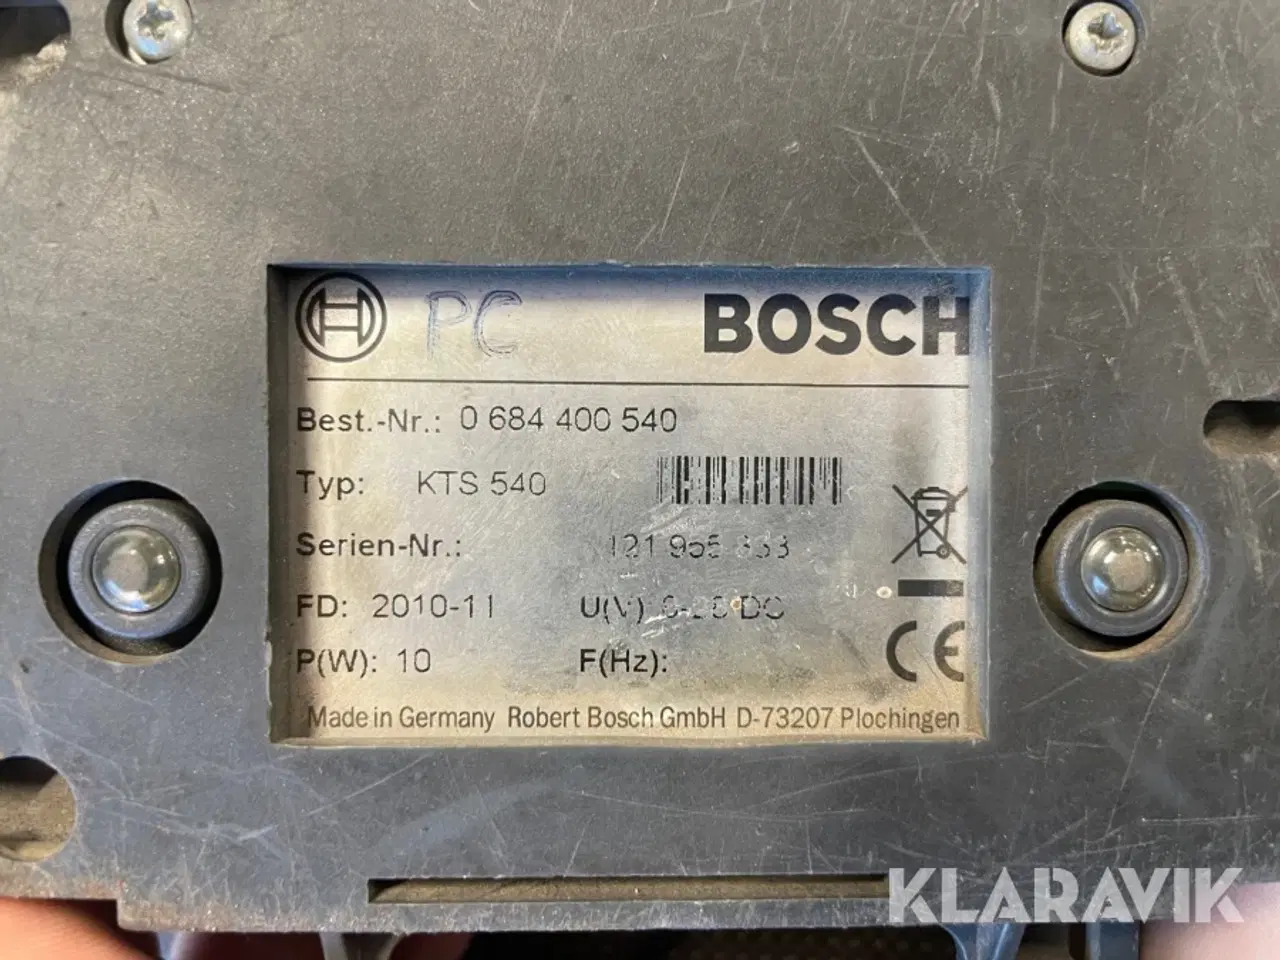 PC BOSCH
Best.-Nr.: 0 684 400 540
Typ: KTS 540
Serien-Nr.:
FD: 2010-11 U(V)
P(W): 10 F(Hz):
CE
Made in Germany Robert Bosch GmbH D-73207 Plochingen
KLARAVIK